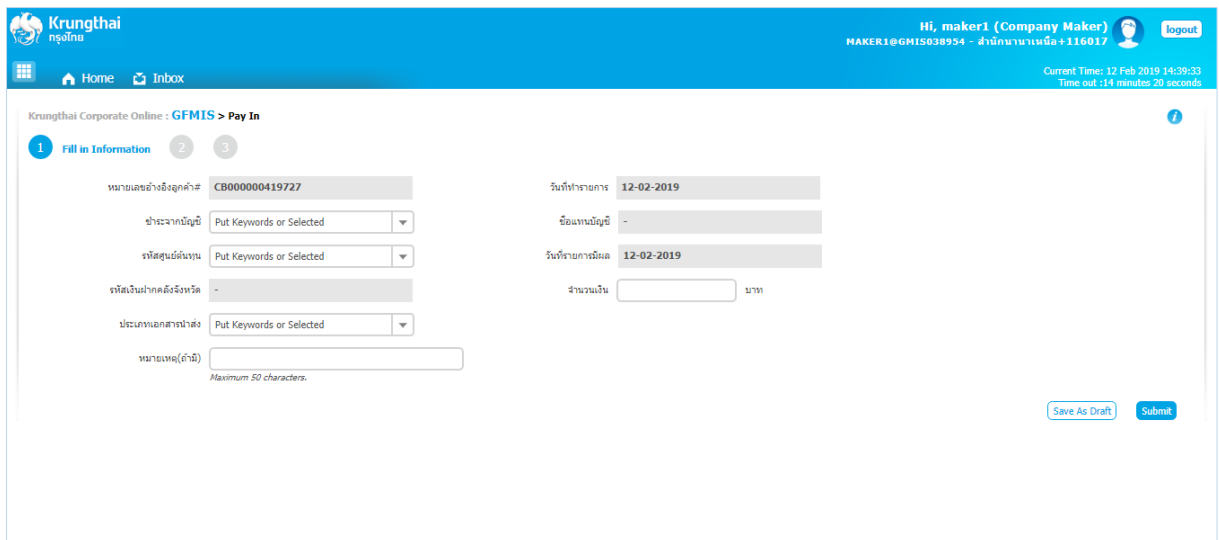 Krungthai
กรุงไทย
Hi, maker1 (Company Maker)
MAKER1@GMIS038954 - สำนักนานาเหนือ+116017
logout
Home
Inbox
Current Time: 12 Feb 2019 14:39:33
Time out :14 minutes 20 seconds
Krungthai Corporate Online : GFMIS > Pay In
1 Fill in Information 2 3
หมายเลขอ้างอิงลูกค้า# CB000000419727
วันที่ทำรายการ 12-02-2019
ชำระจากบัญชี Put Keywords or Selected
ชื่อแทนบัญชี -
รหัสศูนย์ต้นทุน Put Keywords or Selected
วันที่รายการมีผล 12-02-2019
รหัสเงินฝากคลังจังหวัด -
จำนวนเงิน บาท
ประเภทเอกสารนำส่ง Put Keywords or Selected
หมายเหตุ(ถ้ามี)
Maximum 50 characters.
Save As Draft
Submit